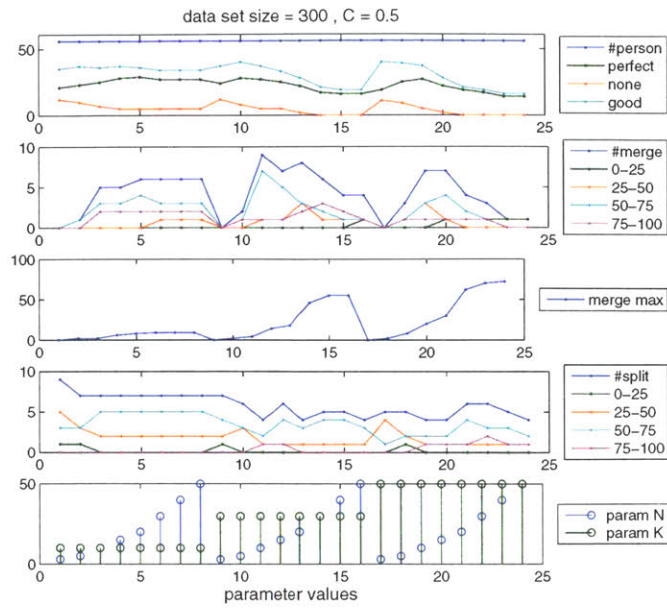 data set size = 300 , C = 0.5
50
0
0 5 10 15 20 25
#person
perfect
none
good
10
5
0
0 5 10 15 20 25
#merge
0-25
25-50
50-75
75-100
100
50
0
0 5 10 15 20 25
merge max
10
5
0
0 5 10 15 20 25
#split
0-25
25-50
50-75
75-100
50
0
0 5 10 15 20 25
param N
param K
parameter values